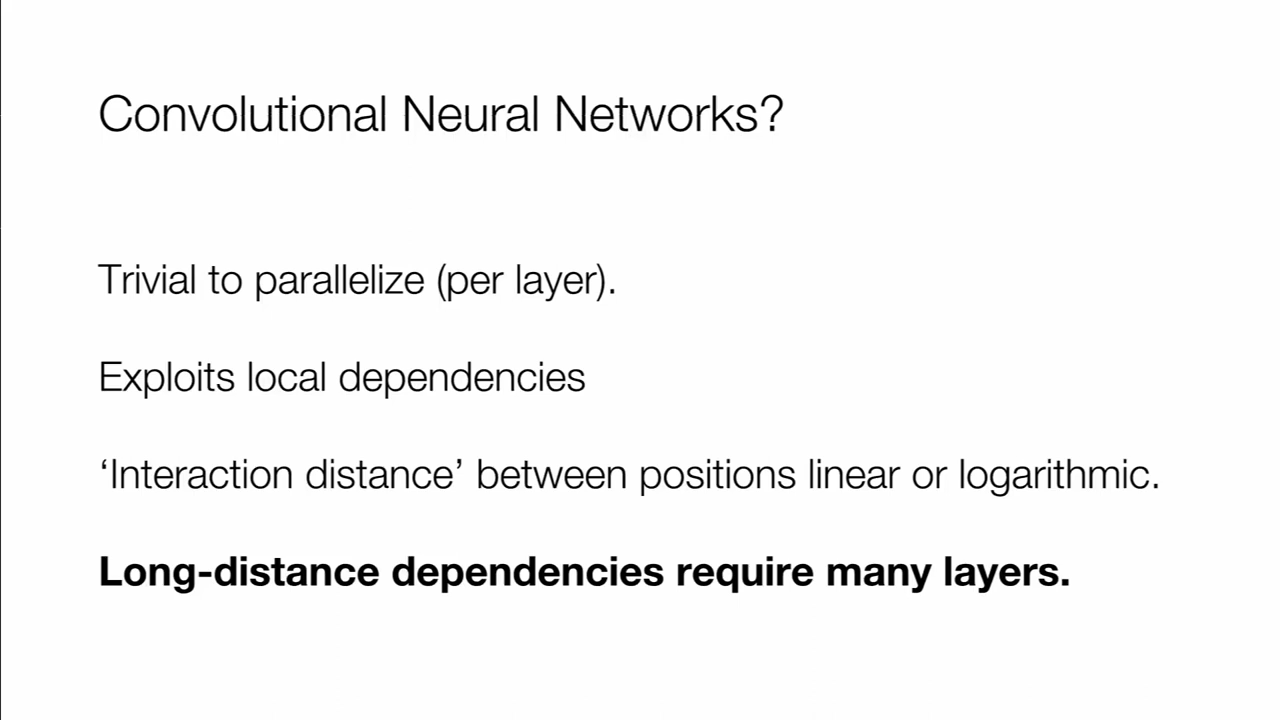 Convolutional Neural Networks?
Trivial to parallelize (per layer).
Exploits local dependencies
‘Interaction distance’ between positions linear or logarithmic.
Long-distance dependencies require many layers.